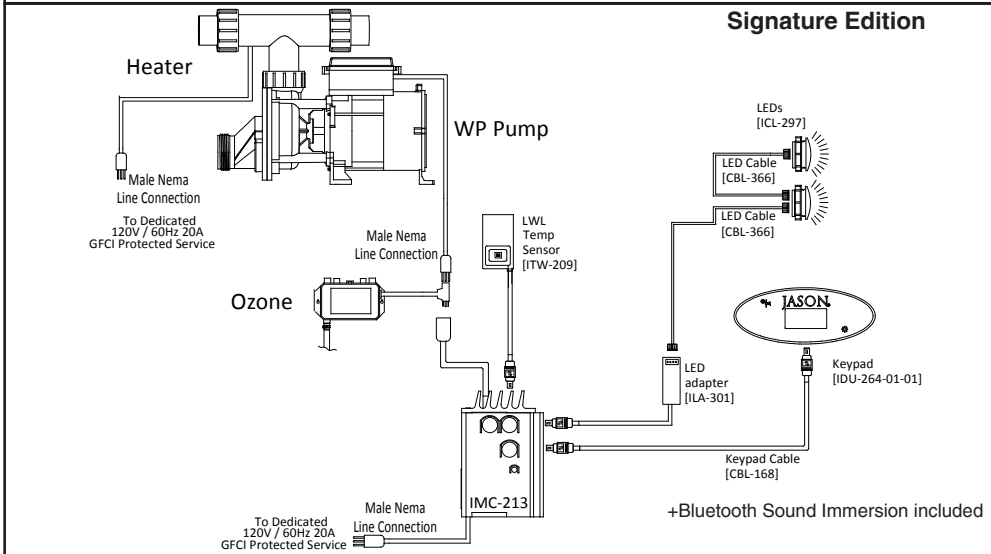 Signature Edition
Heater
WP Pump
LEDs
[ICL-297]
LED Cable
[CBL-366]
LED Cable
[CBL-366]
Male Nema
Line Connection
To Dedicated
120V / 60Hz 20A
GFCI Protected Service
Male Nema
Line Connection
LWL
Temp
Sensor
[ITW-209]
Ozone
JASON
LED
adapter
[ILA-301]
Keypad
[IDU-264-01-01]
Keypad Cable
[CBL-168]
IMC-213
Male Nema
Line Connection
To Dedicated
120V / 60Hz 20A
GFCI Protected Service
+Bluetooth Sound Immersion included